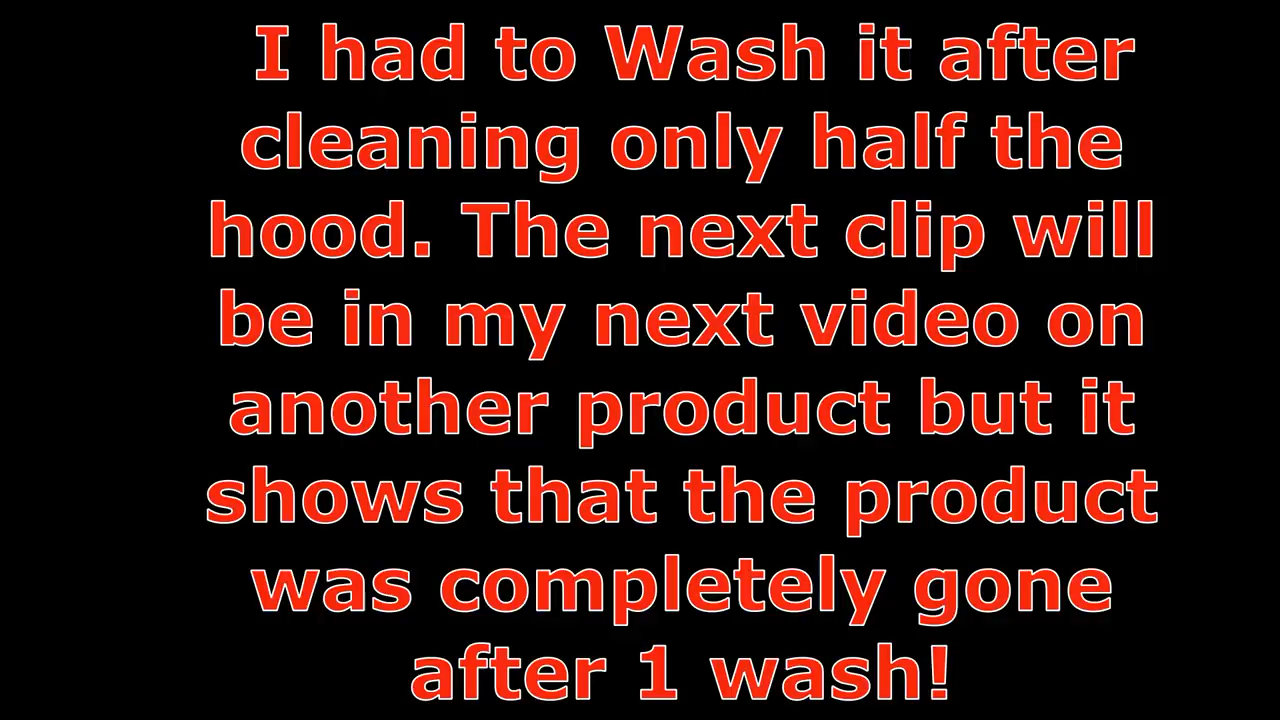 I had to Wash it after
cleaning only half the
hood. The next clip will
be in my next video on
another product but it
shows that the product
was completely gone
after 1 wash!